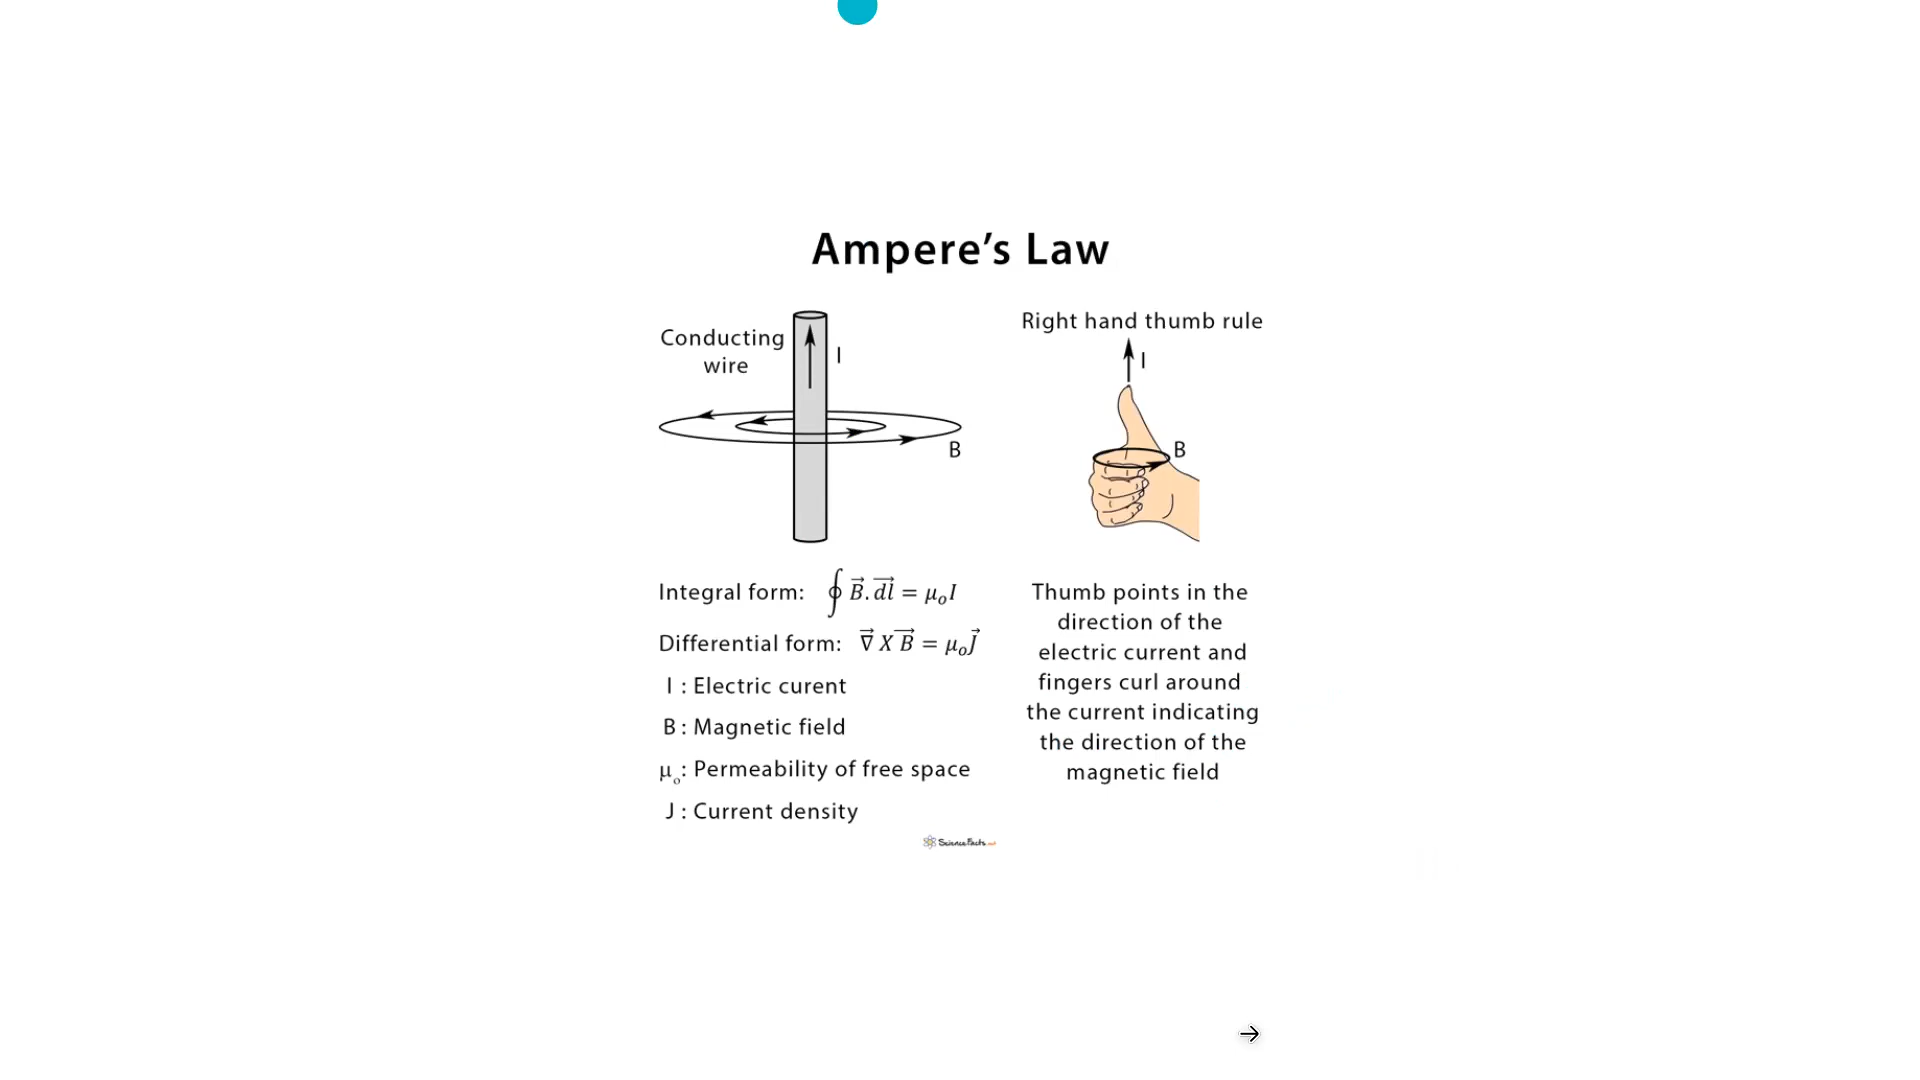 Ampere’s Law
Conducting
wire
I
B
Right hand thumb rule
I
B
Integral form: ∮ B⃗. dl⃗ = μₒI
Differential form: ∇⃗ X B⃗ = μₒJ⃗
I : Electric curent
B : Magnetic field
μₒ: Permeability of free space
J : Current density
Thumb points in the
direction of the
electric current and
fingers curl around
the current indicating
the direction of the
magnetic field
ScienceFacts.net